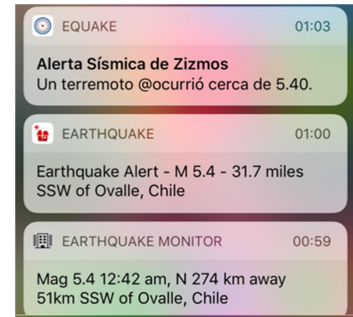 EQUAKE 01:03
Alerta Sísmica de Zizmos
Un terremoto @ocurrió cerca de 5.40.
EARTHQUAKE 01:00
Earthquake Alert - M 5.4 - 31.7 miles
SSW of Ovalle, Chile
EARTHQUAKE MONITOR 00:59
Mag 5.4 12:42 am, N 274 km away
51km SSW of Ovalle, Chile